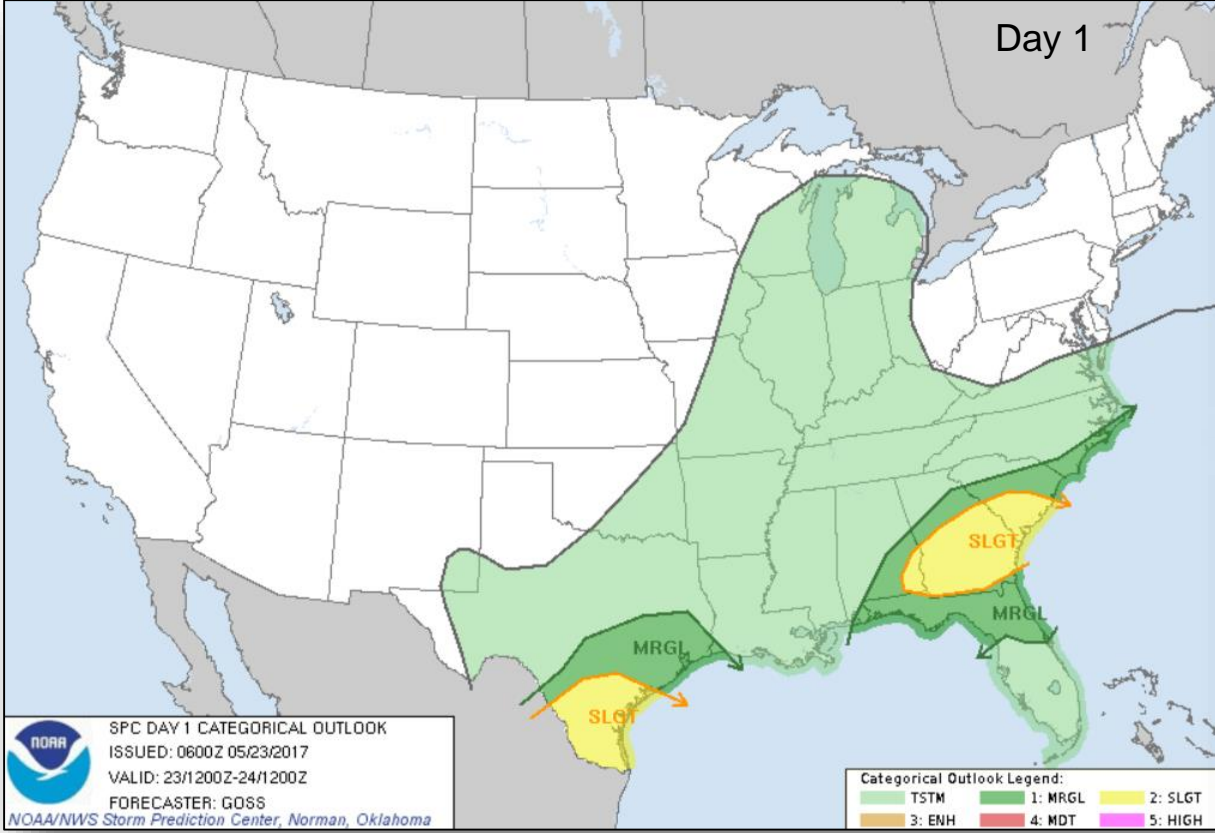 Day 1
SLGT
MRGL
MRGL
SLGT
NOAA
SPC DAY 1 CATEGORICAL OUTLOOK
ISSUED: 0600Z 05/23/2017
VALID: 23/1200Z-24/1200Z
FORECASTER: GOSS
NOAA/NWS Storm Prediction Center, Norman, Oklahoma
Categorical Outlook Legend:
TSTM 1: MRGL 2: SLGT
3: ENH 4: MDT 5: HIGH